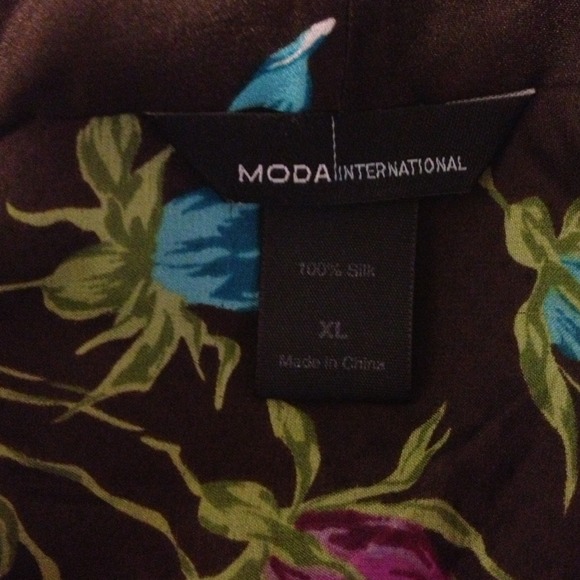 MODA INTERNATIONAL
100% Silk
XL
Made in China